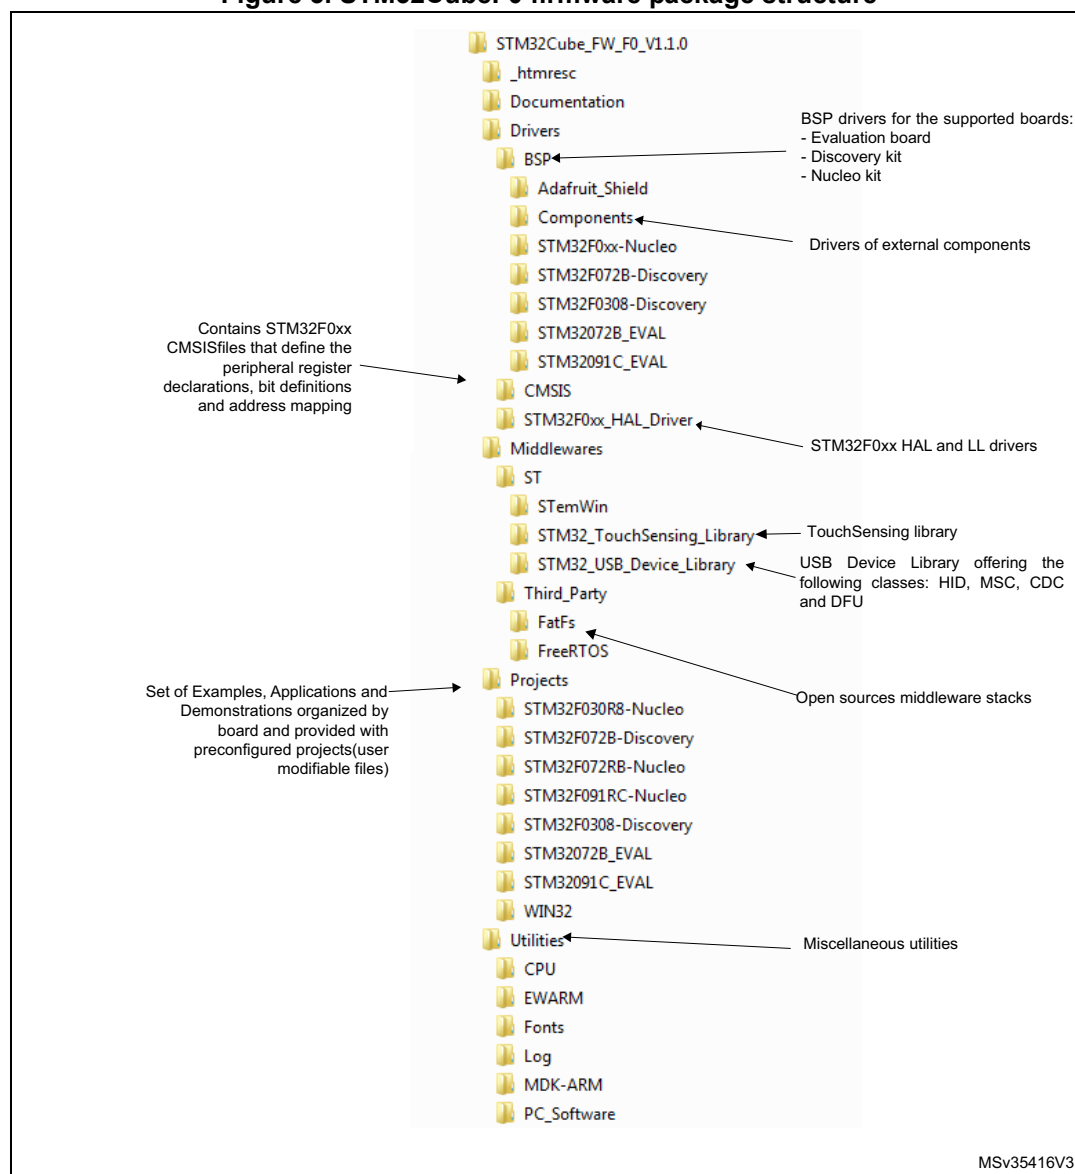 STM32Cube_FW_F0_V1.1.0
_htmresc
Documentation
Drivers
BSP
BSP drivers for the supported boards:
- Evaluation board
- Discovery kit
- Nucleo kit
Adafruit_Shield
Components
Drivers of external components
STM32F0xx-Nucleo
STM32F072B-Discovery
STM32F0308-Discovery
STM32072B_EVAL
STM32091C_EVAL
Contains STM32F0xx
CMSISfiles that define the
peripheral register
declarations, bit definitions
and address mapping
CMSIS
STM32F0xx_HAL_Driver
STM32F0xx HAL and LL drivers
Middlewares
ST
STemWin
STM32_TouchSensing_Library
TouchSensing library
STM32_USB_Device_Library
USB Device Library offering the
following classes: HID, MSC, CDC
and DFU
Third_Party
FatFs
FreeRTOS
Open sources middleware stacks
Projects
Set of Examples, Applications and
Demonstrations organized by
board and provided with
preconfigured projects(user
modifiable files)
STM32F030R8-Nucleo
STM32F072B-Discovery
STM32F072RB-Nucleo
STM32F091RC-Nucleo
STM32F0308-Discovery
STM32072B_EVAL
STM32091C_EVAL
WIN32
Utilities
Miscellaneous utilities
CPU
EWARM
Fonts
Log
MDK-ARM
PC_Software
MSv35416V3